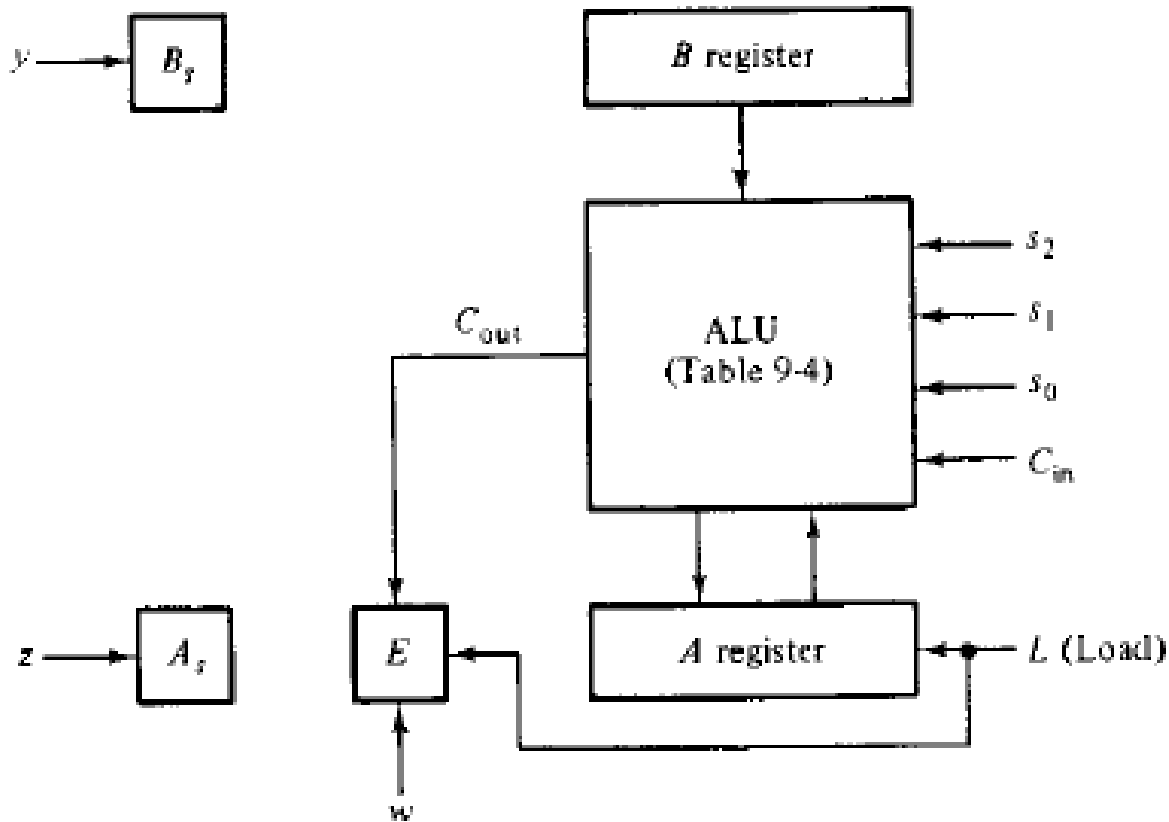 y
B_s
B register
s_2
s_1
ALU
(Table 9-4)
C_out
s_0
C_in
z
A_s
E
A register
L (Load)
w